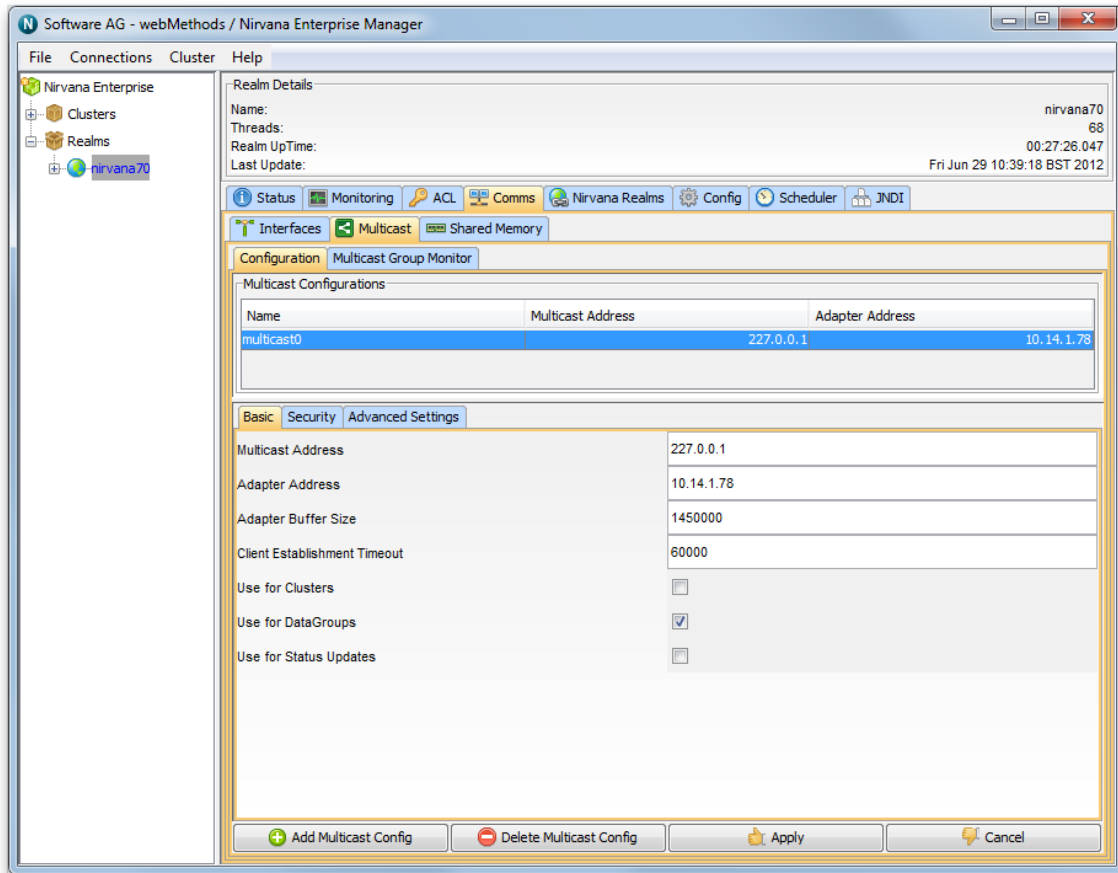 Software AG - webMethods / Nirvana Enterprise Manager
File Connections Cluster Help
Nirvana Enterprise
Clusters
Realms
nirvana70
Realm Details
Name: nirvana70
Threads: 68
Realm UpTime: 00:27:26.047
Last Update: Fri Jun 29 10:39:18 BST 2012
Status Monitoring ACL Comms Nirvana Realms Config Scheduler JNDI
Interfaces Multicast Shared Memory
Configuration Multicast Group Monitor
Multicast Configurations
Name Multicast Address Adapter Address
multicast0 227.0.0.1 10.14.1.78
Basic Security Advanced Settings
Multicast Address 227.0.0.1
Adapter Address 10.14.1.78
Adapter Buffer Size 1450000
Client Establishment Timeout 60000
Use for Clusters
Use for DataGroups
Use for Status Updates
Add Multicast Config Delete Multicast Config Apply Cancel